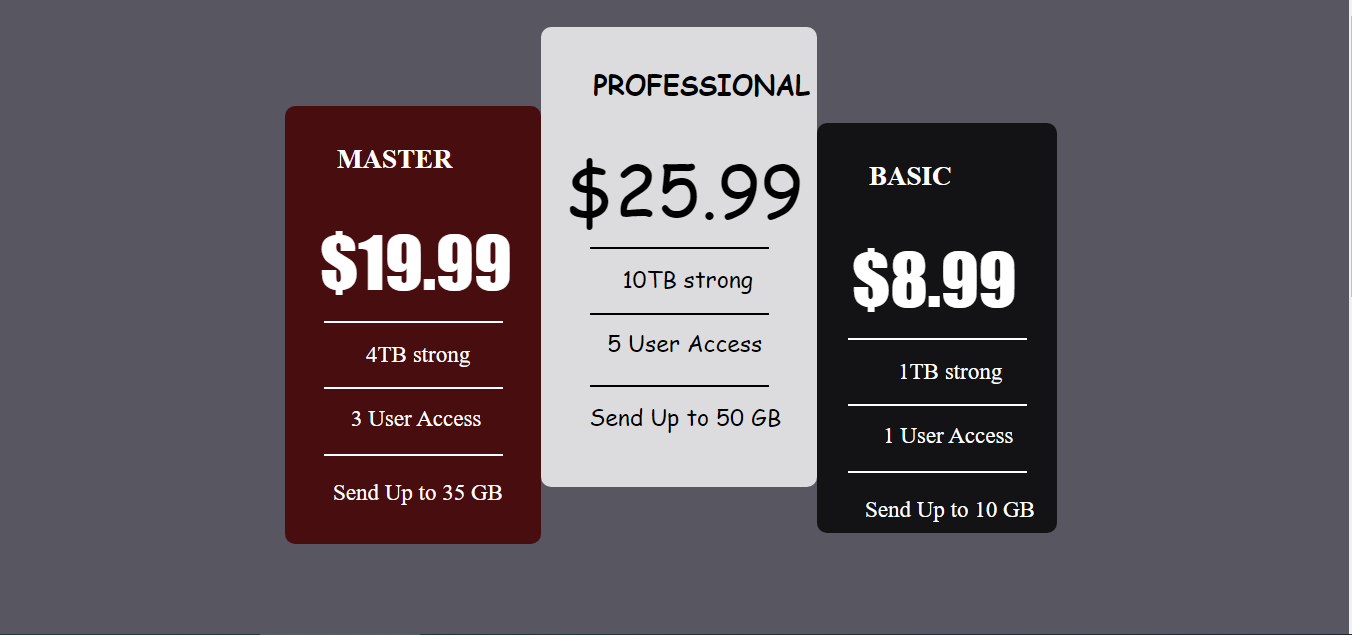 MASTER
$19.99
4TB strong
3 User Access
Send Up to 35 GB
PROFESSIONAL
$25.99
10TB strong
5 User Access
Send Up to 50 GB
BASIC
$8.99
1TB strong
1 User Access
Send Up to 10 GB